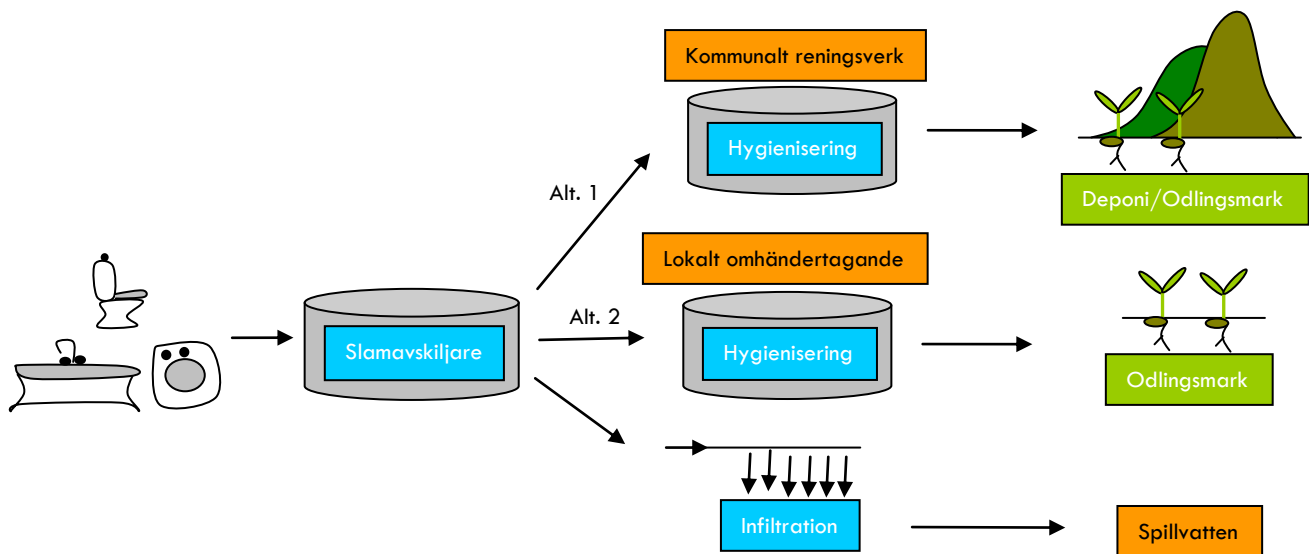 Kommunalt reningsverk
Hygienisering
Alt. 1
Deponi/Odlingsmark
Lokalt omhändertagande
Slamavskiljare
Alt. 2
Hygienisering
Odlingsmark
Infiltration
Spillvatten